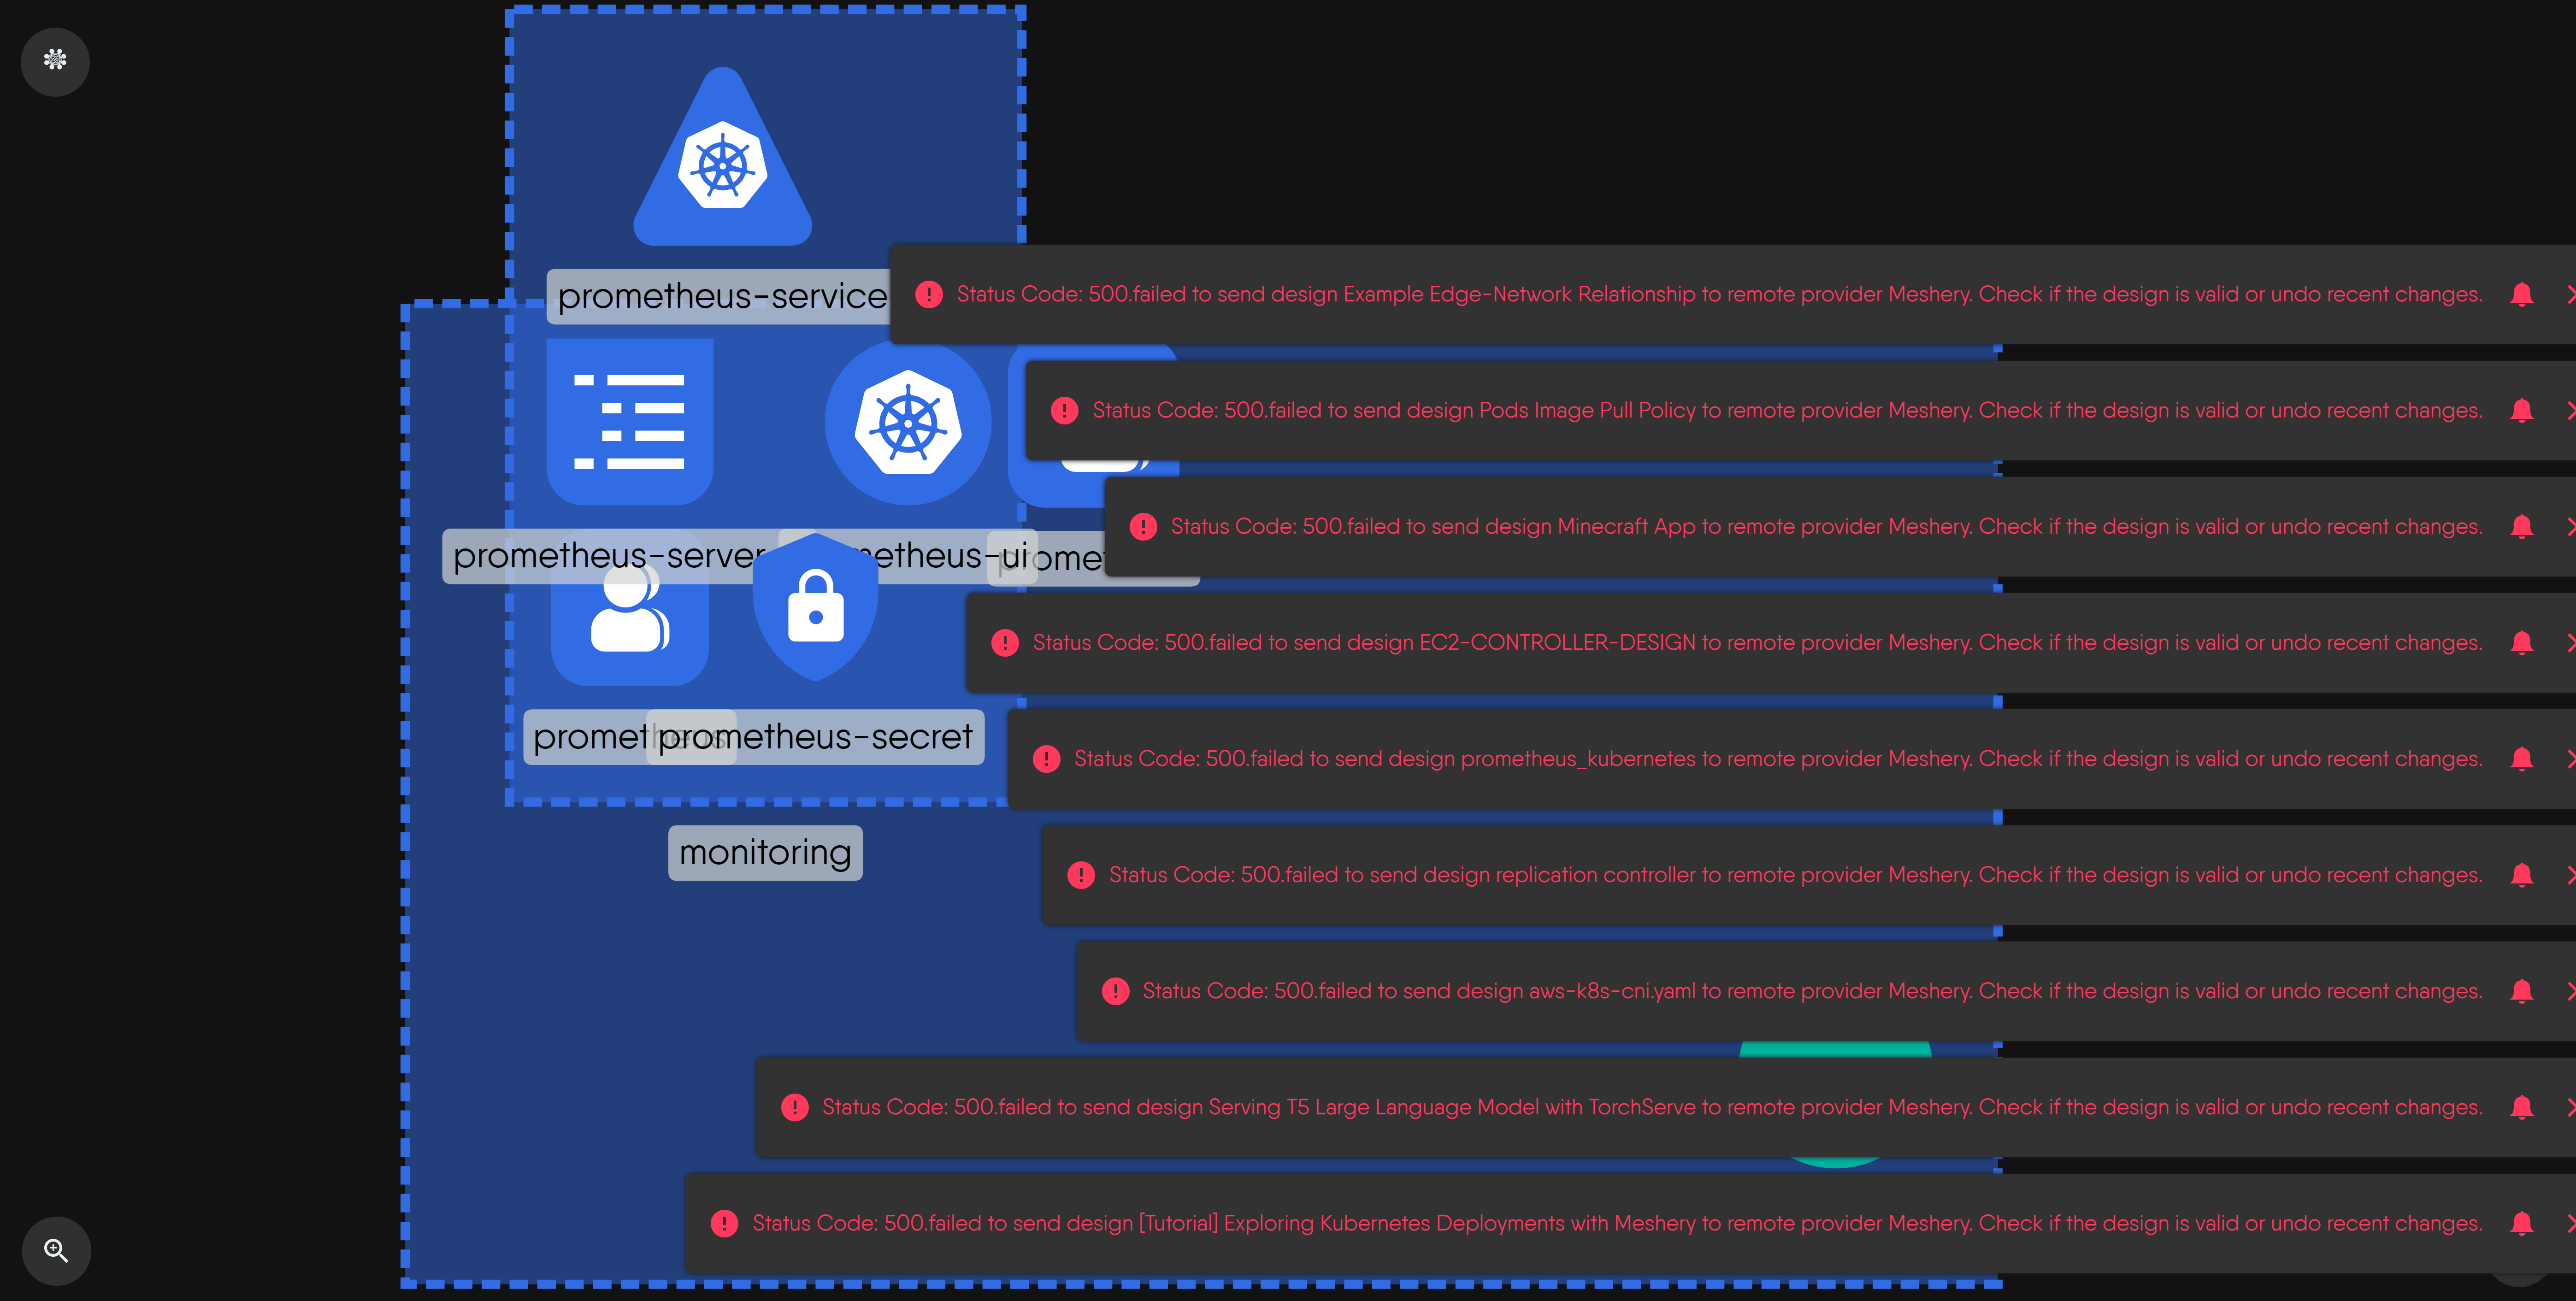 prometheus-service
Status Code: 500.failed to send design Example Edge-Network Relationship to remote provider Meshery. Check if the design is valid or undo recent changes.
Status Code: 500.failed to send design Pods Image Pull Policy to remote provider Meshery. Check if the design is valid or undo recent changes.
Status Code: 500.failed to send design Minecraft App to remote provider Meshery. Check if the design is valid or undo recent changes.
prometheus-server
metheus-ui
Status Code: 500.failed to send design EC2-CONTROLLER-DESIGN to remote provider Meshery. Check if the design is valid or undo recent changes.
prometheus
prometheus-secret
Status Code: 500.failed to send design prometheus_kubernetes to remote provider Meshery. Check if the design is valid or undo recent changes.
monitoring
Status Code: 500.failed to send design replication controller to remote provider Meshery. Check if the design is valid or undo recent changes.
Status Code: 500.failed to send design aws-k8s-cni.yaml to remote provider Meshery. Check if the design is valid or undo recent changes.
Status Code: 500.failed to send design Serving T5 Large Language Model with TorchServe to remote provider Meshery. Check if the design is valid or undo recent changes.
Status Code: 500.failed to send design [Tutorial] Exploring Kubernetes Deployments with Meshery to remote provider Meshery. Check if the design is valid or undo recent changes.